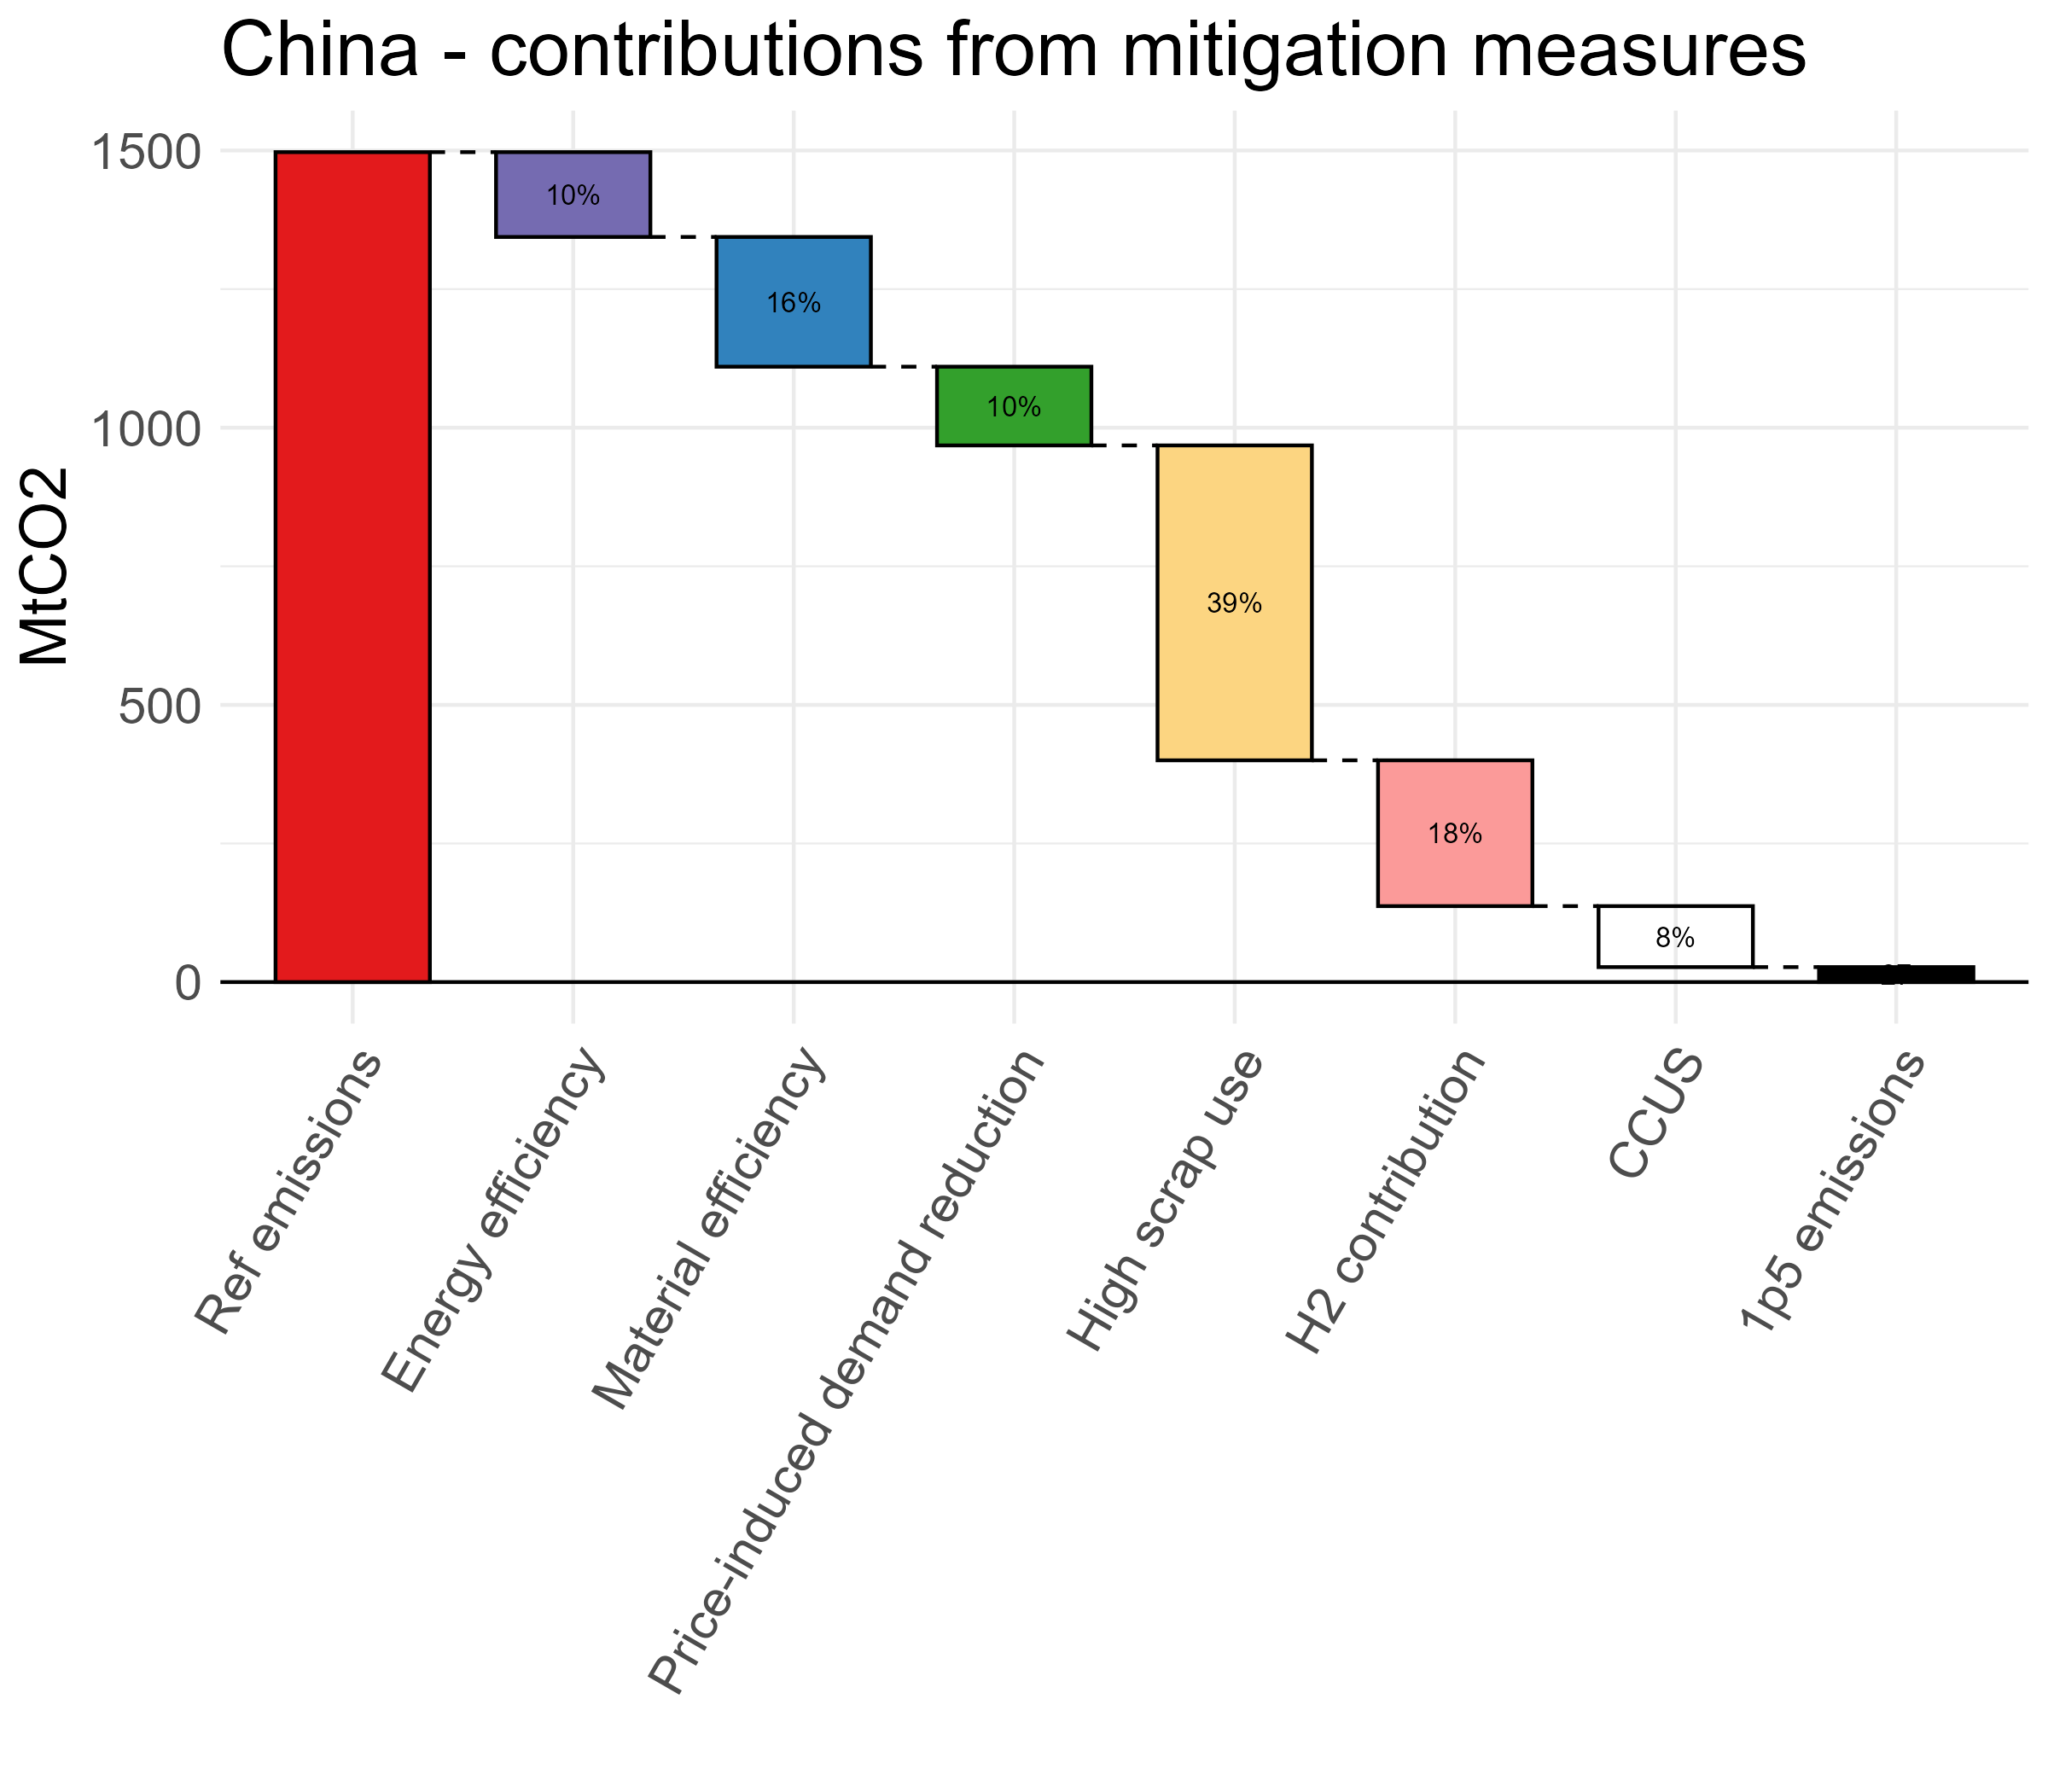 China - contributions from mitigation measures
MtCO2
1500
1000
500
0
10%
16%
10%
39%
18%
8%
Ref emissions
Energy efficiency
Material efficiency
Price-induced demand reduction
High scrap use
H2 contribution
CCUS
1p5 emissions